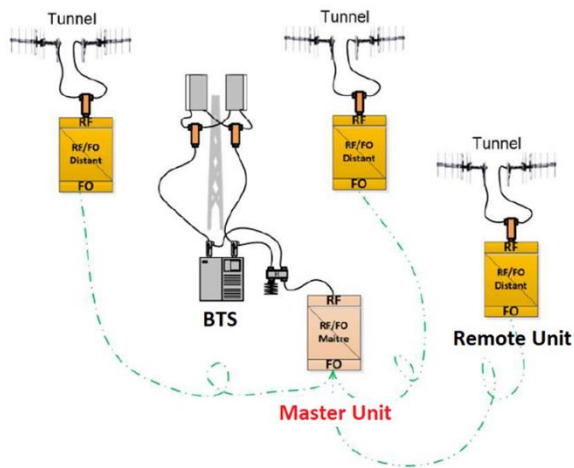 Tunnel
RF
RF/FO
Distant
FO
Tunnel
RF
RF/FO
Distant
FO
Tunnel
RF
RF/FO
Distant
FO
Remote Unit
BTS
RF
RF/FO
Maitre
FO
Master Unit